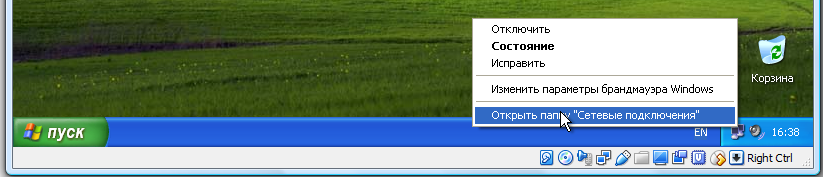 Отключить
Состояние
Исправить
Изменить параметры брандмауэра Windows
Открыть папку "Сетевые подключения"
Корзина
пуск
EN
16:38
Right Ctrl